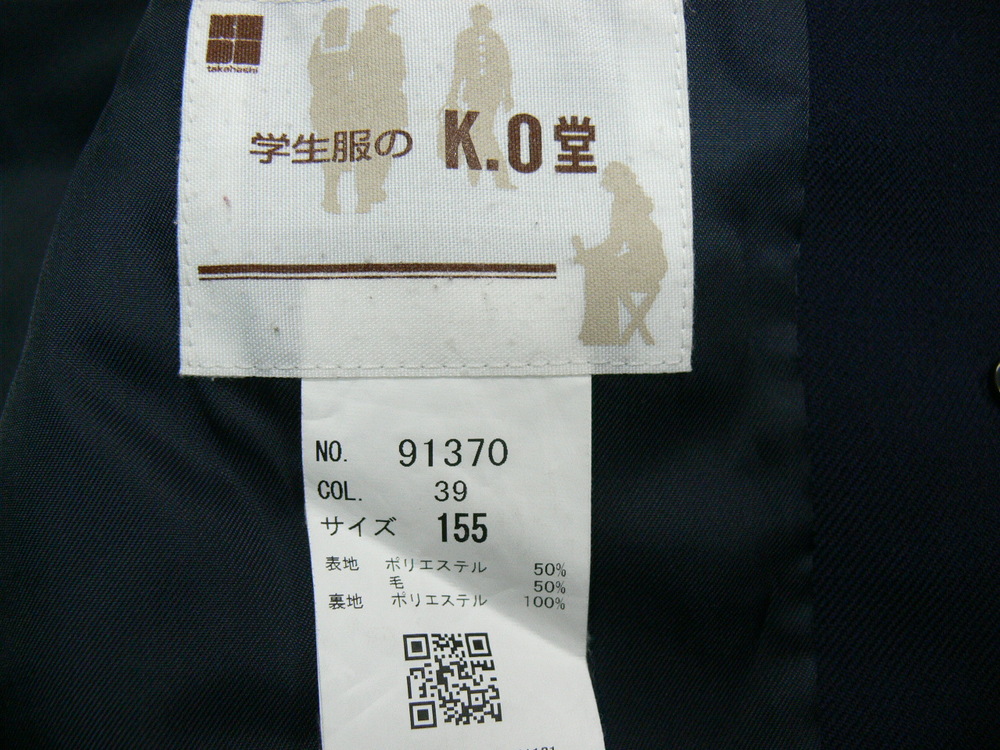 takahashi
学生服の K.O堂
NO. 91370
COL. 39
サイズ 155
表地 ポリエステル 50%
毛 50%
裏地 ポリエステル 100%